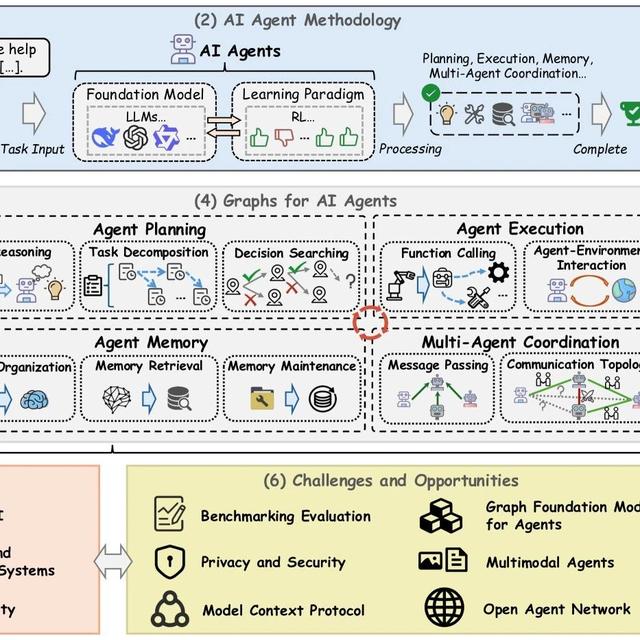 (2) AI Agent Methodology
e help
[...].
AI Agents
Planning, Execution, Memory,
Multi-Agent Coordination...
Foundation Model
Learning Paradigm
LLMs...
RL...
...
...
Task Input
Processing
Complete
(4) Graphs for AI Agents
Agent Planning
Agent Execution
easoning
Task Decomposition
Decision Searching
Function Calling
Agent-Environmen
Interaction
...
?
...
Agent Memory
Multi-Agent Coordination
Organization
Memory Retrieval
Memory Maintenance
Message Passing
Communication Topolog
?
?
(6) Challenges and Opportunities
I
nd
Systems
ty
Benchmarking Evaluation
Graph Foundation Mod
for Agents
Privacy and Security
Multimodal Agents
Model Context Protocol
Open Agent Network